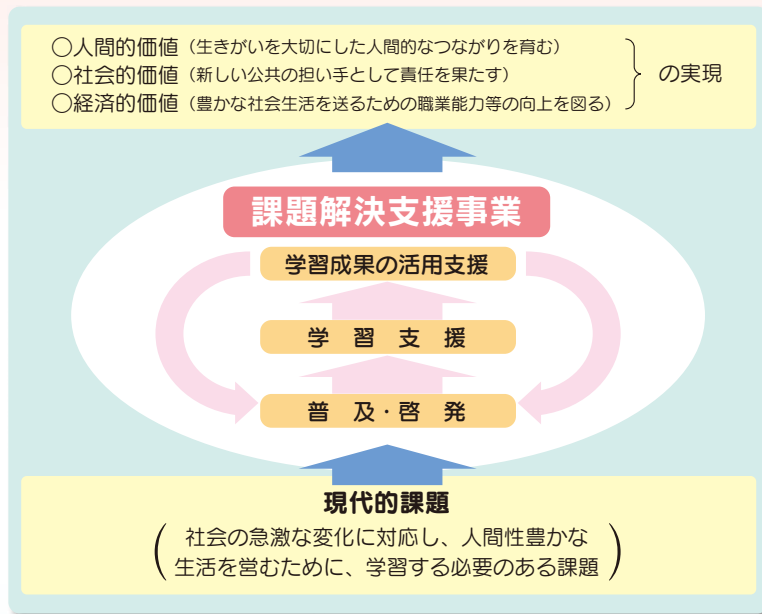 ○人間的価値（生きがいを大切にした人間的なつながりを育む）
○社会的価値（新しい公共の担い手として責任を果たす）
○経済的価値（豊かな社会生活を送るための職業能力等の向上を図る）
の実現
課題解決支援事業
学習成果の活用支援
学 習 支 援
普 及・啓 発
現代的課題
（社会の急激な変化に対応し、人間性豊かな
生活を営むために、学習する必要のある課題）